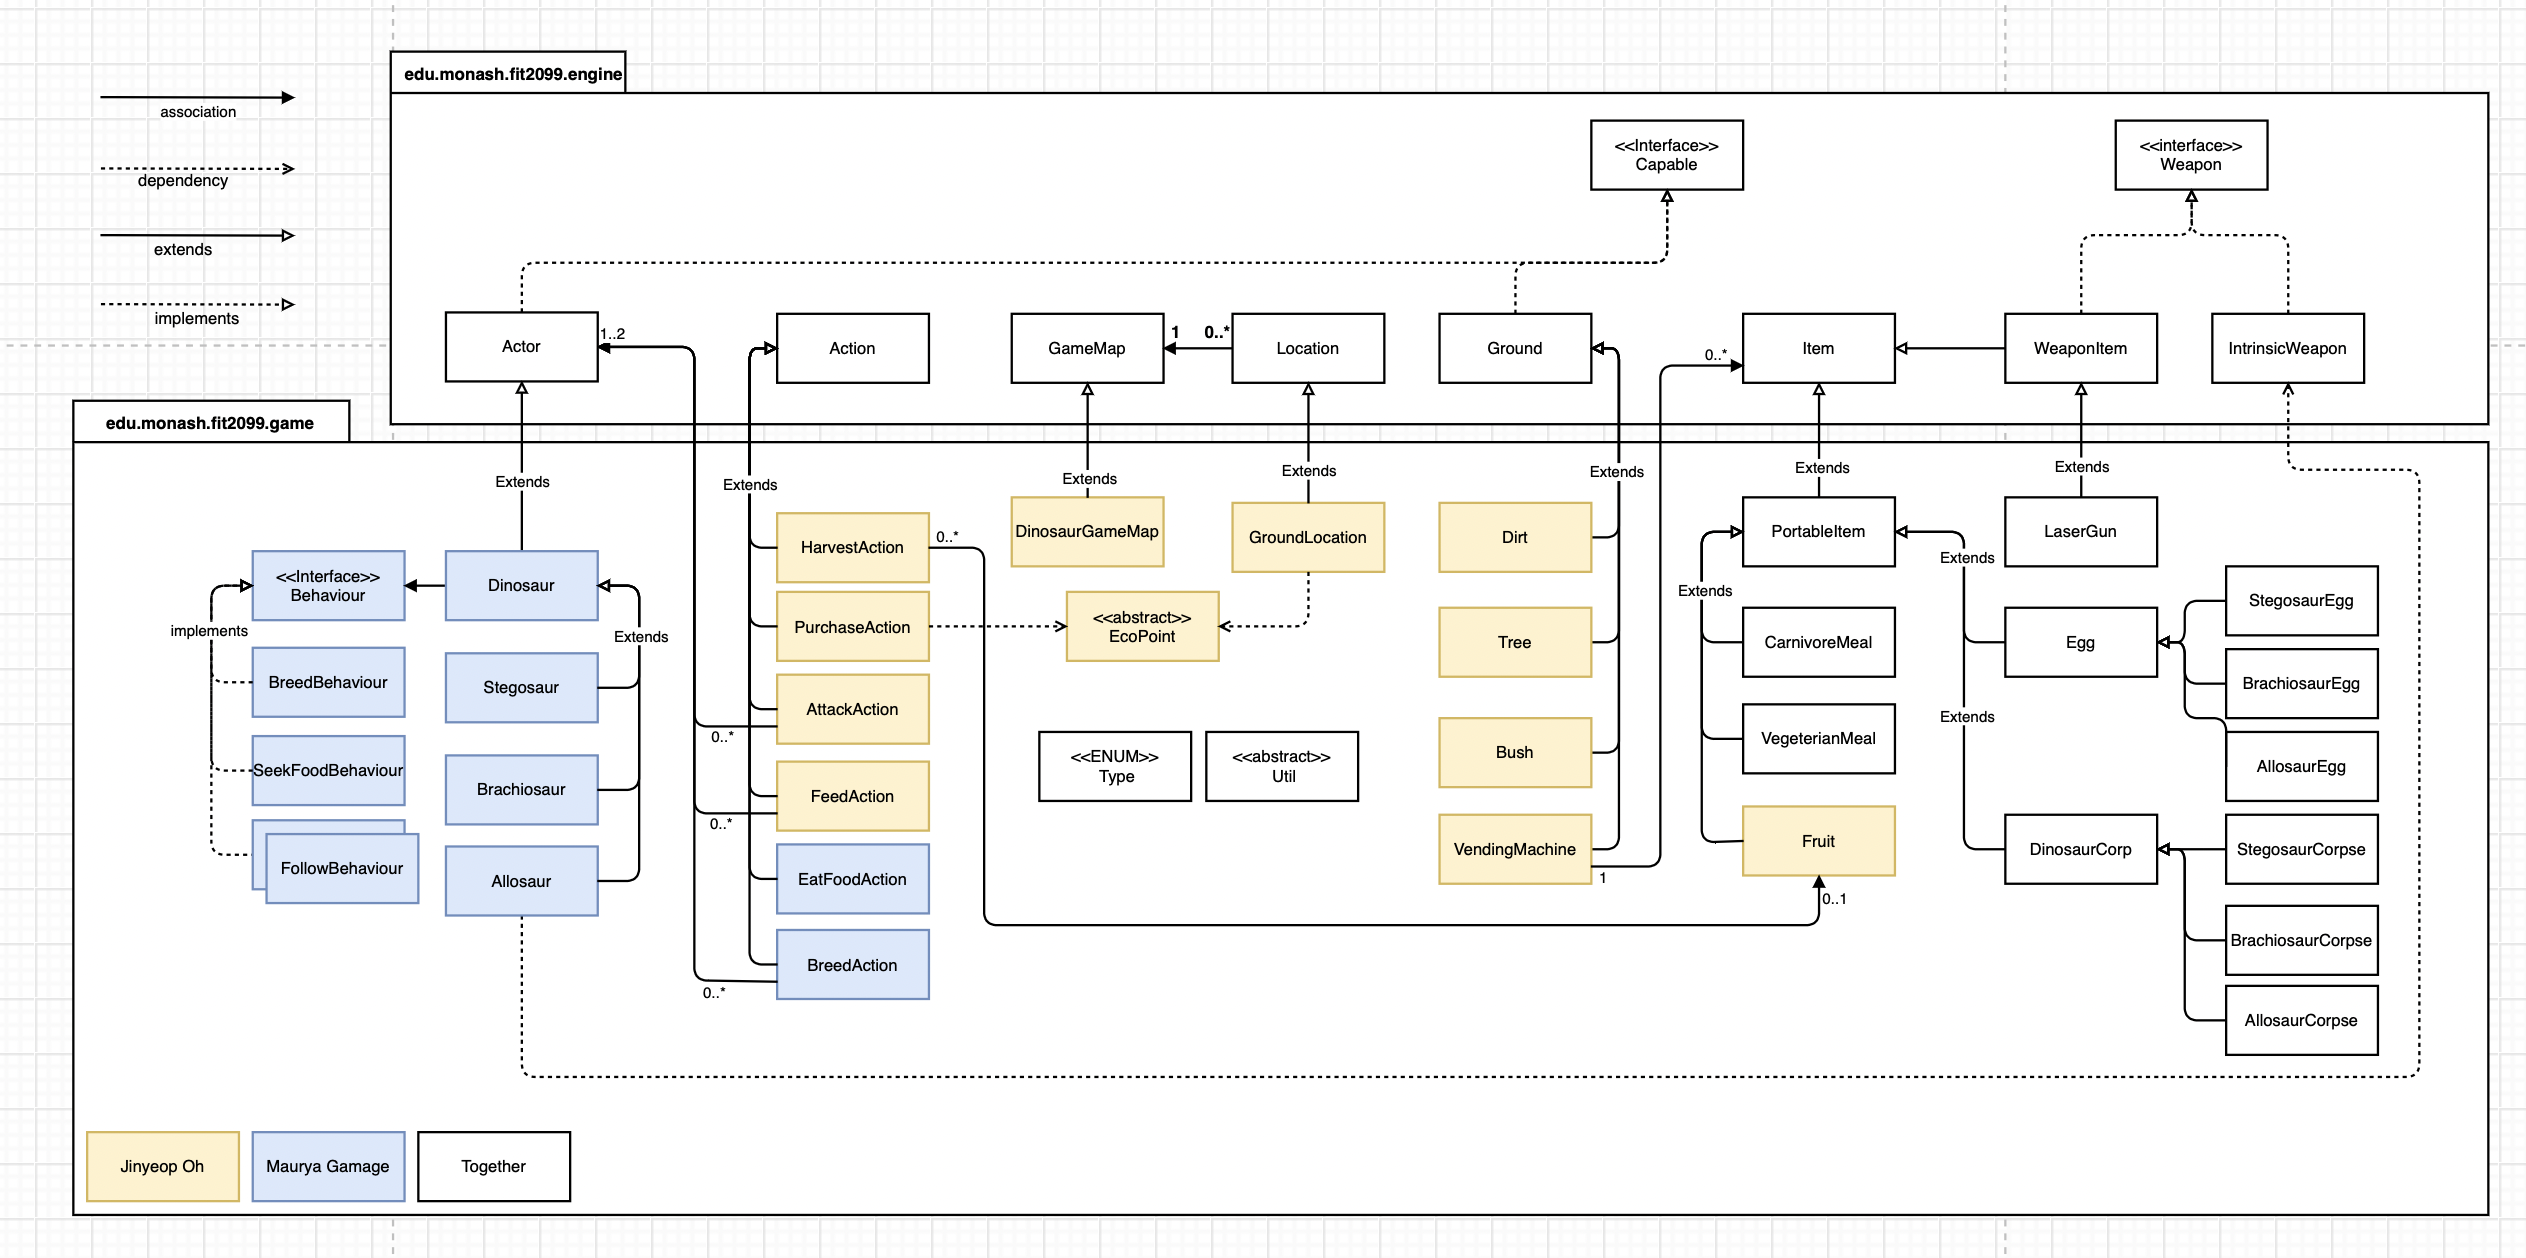 edu.monash.fit2099.engine
association
dependency
extends
implements
<<Interface>>
Capable
<<interface>>
Weapon
Actor
1..2
Action
GameMap
1
0..*
Location
Ground
0..*
Item
WeaponItem
IntrinsicWeapon
edu.monash.fit2099.game
Extends
Extends
Extends
Extends
Extends
Extends
Extends
<<Interface>>
Behaviour
Dinosaur
HarvestAction
0..*
DinosaurGameMap
GroundLocation
Dirt
PortableItem
Extends
LaserGun
implements
Extends
PurchaseAction
<<abstract>>
EcoPoint
Tree
Extends
CarnivoreMeal
Egg
StegosaurEgg
BreedBehaviour
Stegosaur
AttackAction
0..*
BrachiosaurEgg
Extends
SeekFoodBehaviour
Brachiosaur
FeedAction
0..*
<<ENUM>>
Type
<<abstract>>
Util
Bush
VegeterianMeal
AllosaurEgg
FollowBehaviour
Allosaur
EatFoodAction
VendingMachine
1
Fruit
0..1
DinosaurCorp
StegosaurCorpse
BreedAction
0..*
BrachiosaurCorpse
AllosaurCorpse
Jinyeop Oh
Maurya Gamage
Together